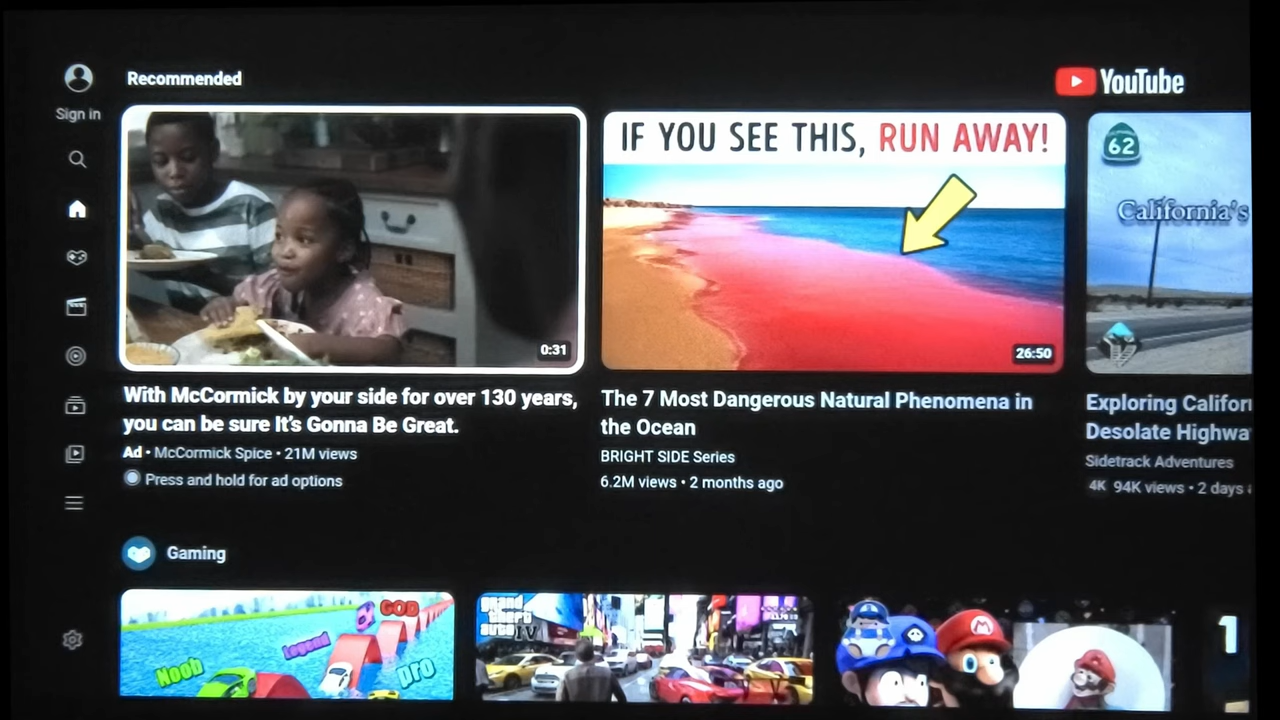 Recommended
YouTube
Sign in
0:31
With McCormick by your side for over 130 years,
you can be sure It's Gonna Be Great.
Ad • McCormick Spice • 21M views
Press and hold for ad options
IF YOU SEE THIS, RUN AWAY!
26:50
The 7 Most Dangerous Natural Phenomena in
the Ocean
BRIGHT SIDE Series
6.2M views • 2 months ago
62
California's
Exploring Califor
Desolate Highwa
Sidetrack Adventures
4K 94K views • 2 days
Gaming
Noob
Legend
GOD
pro
grand
theft
auto IV
M
1